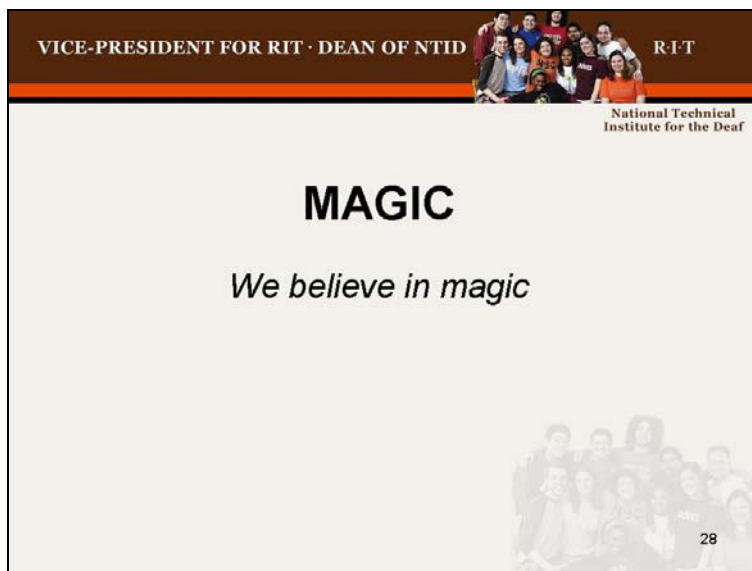 VICE-PRESIDENT FOR RIT · DEAN OF NTID
R·I·T
National Technical
Institute for the Deaf
MAGIC
We believe in magic
28